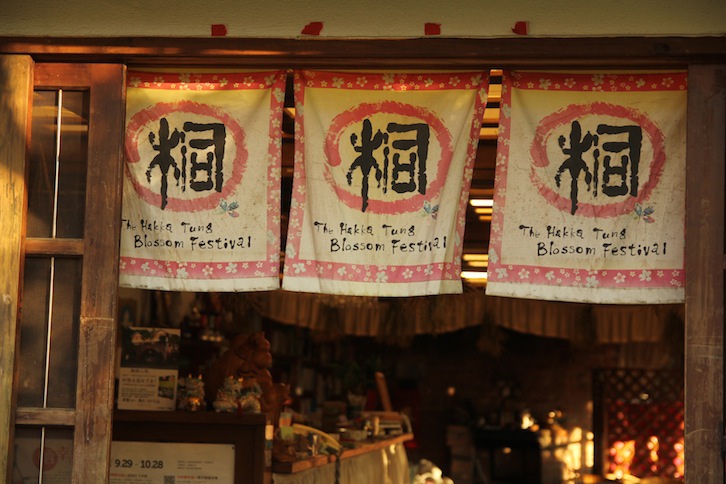 桐
The Hakka Tung
Blossom Festival
桐
The Hakka Tung
Blossom Festival
桐
The Hakka Tung
Blossom Festival
9.29 - 10.28